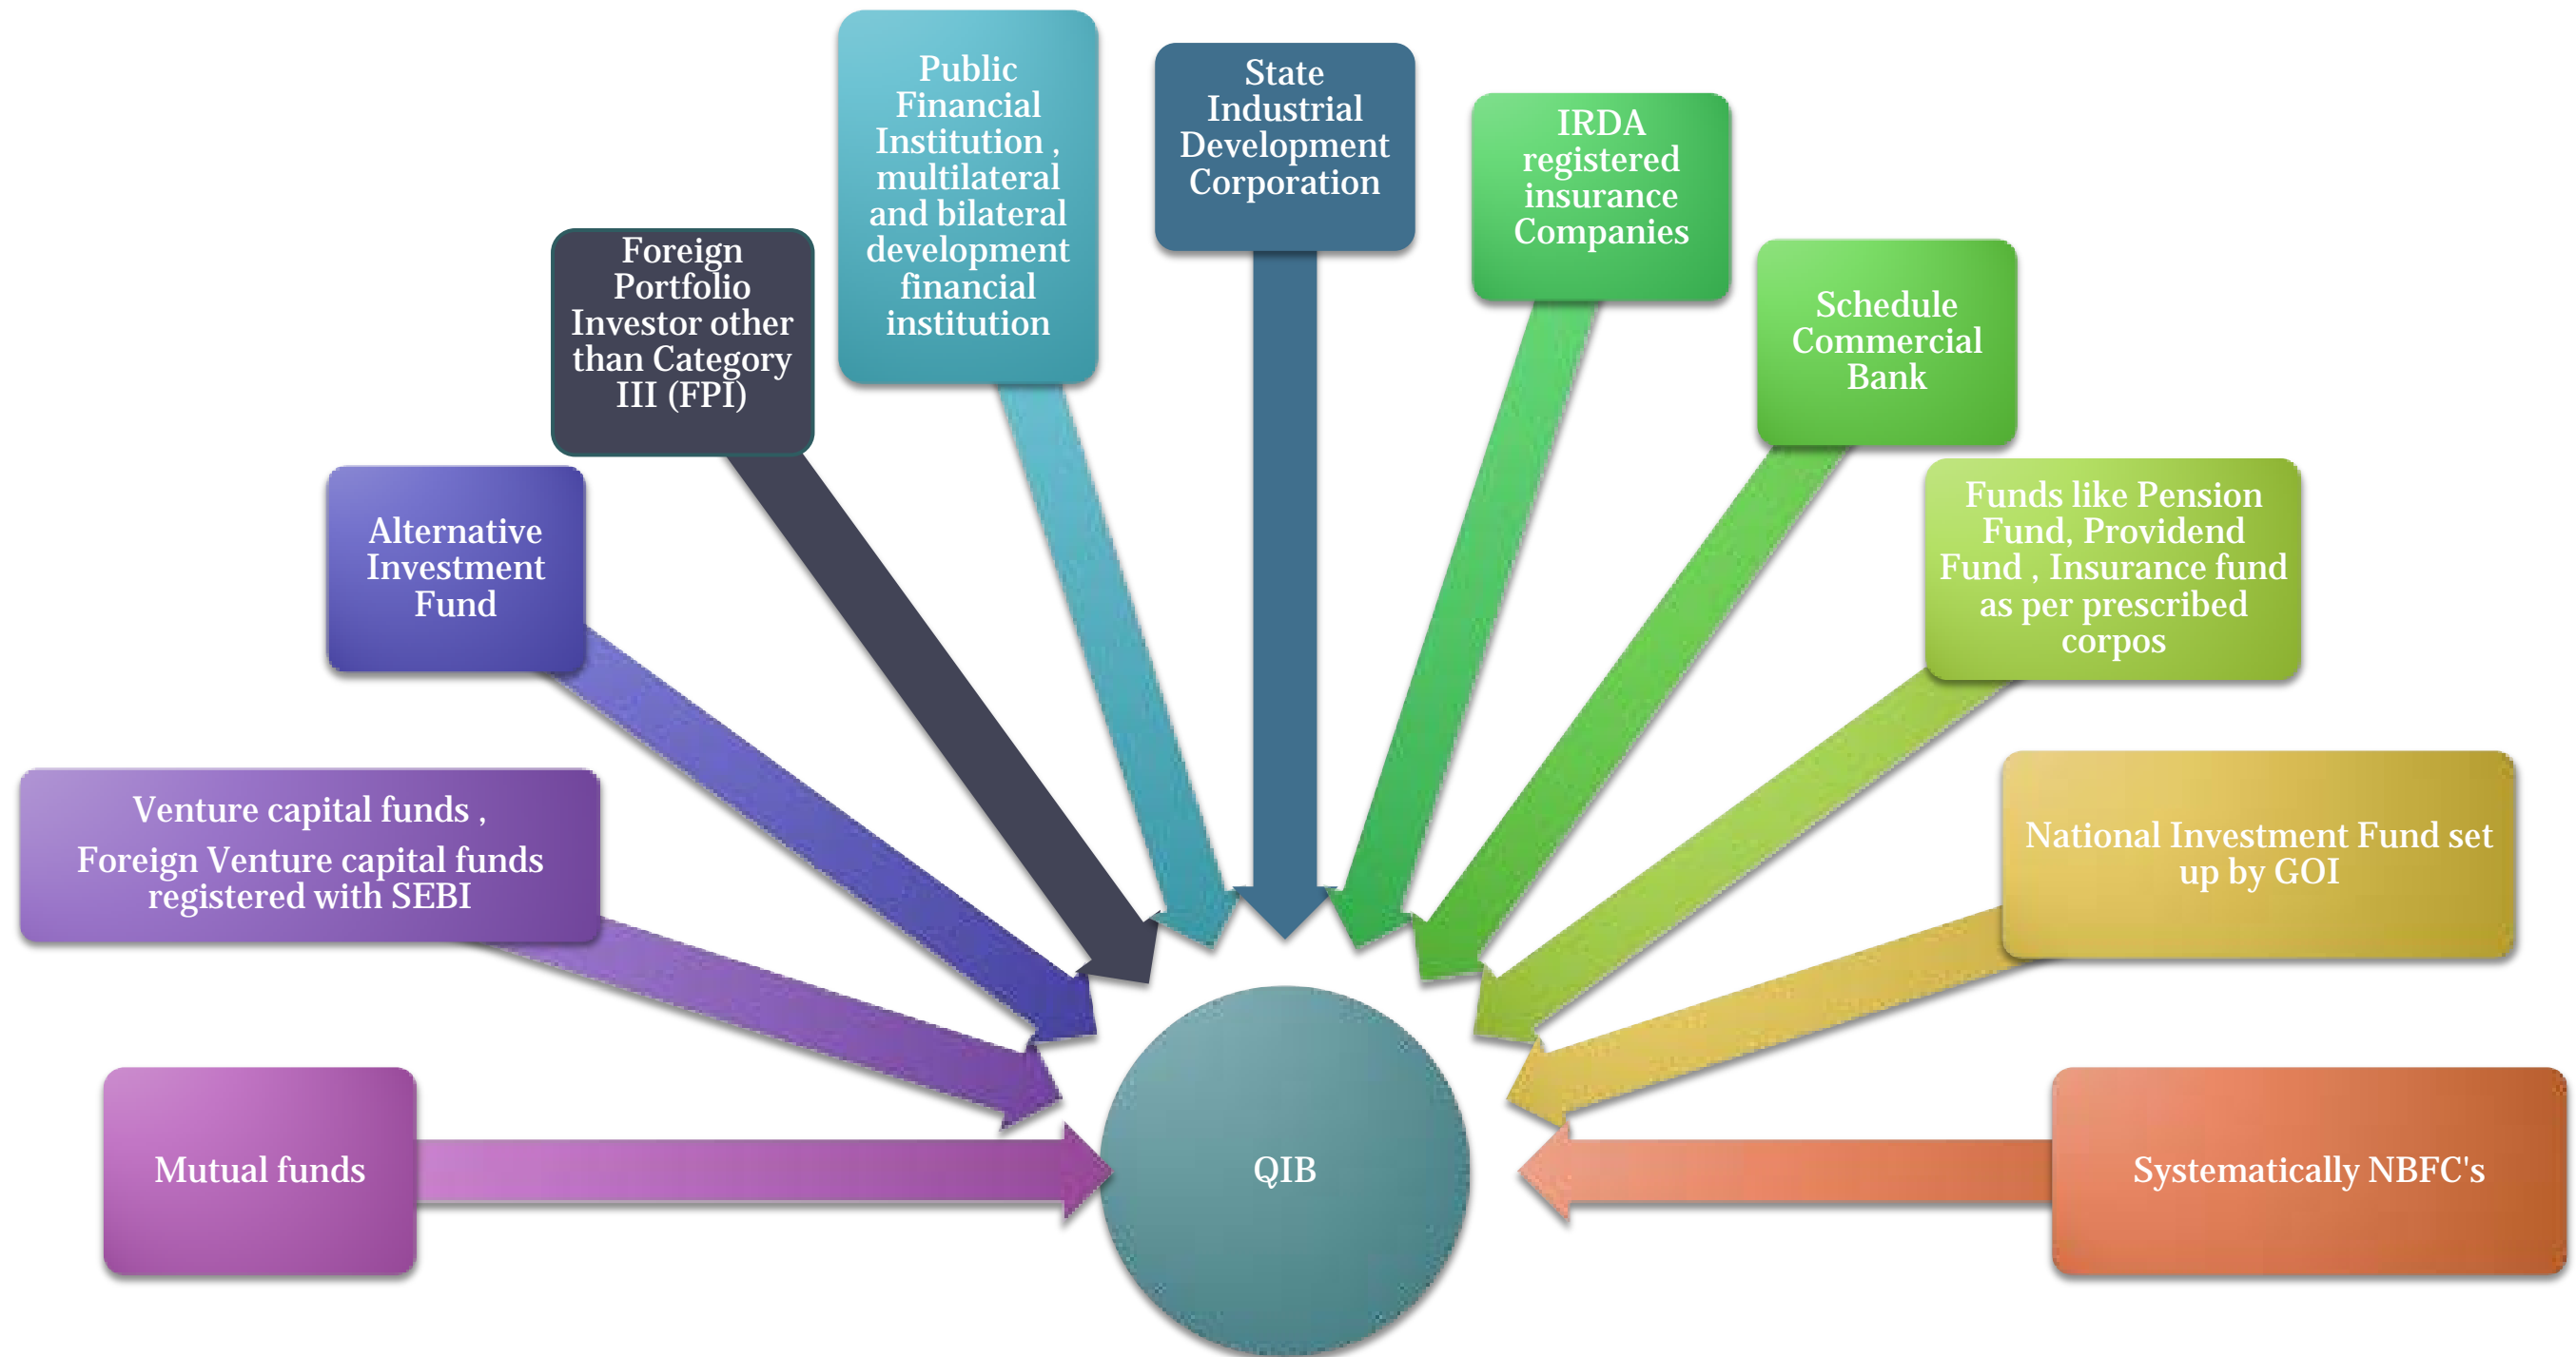 Public
Financial
Institution ,
multilateral
and bilateral
development
financial
institution
State
Industrial
Development
Corporation
IRDA
registered
insurance
Companies
Foreign
Portfolio
Investor other
than Category
III (FPI)
Schedule
Commercial
Bank
Alternative
Investment
Fund
Funds like Pension
Fund, Providend
Fund , Insurance fund
as per prescribed
corpos
Venture capital funds ,
Foreign Venture capital funds
registered with SEBI
National Investment Fund set
up by GOI
Mutual funds
QIB
Systematically NBFC's